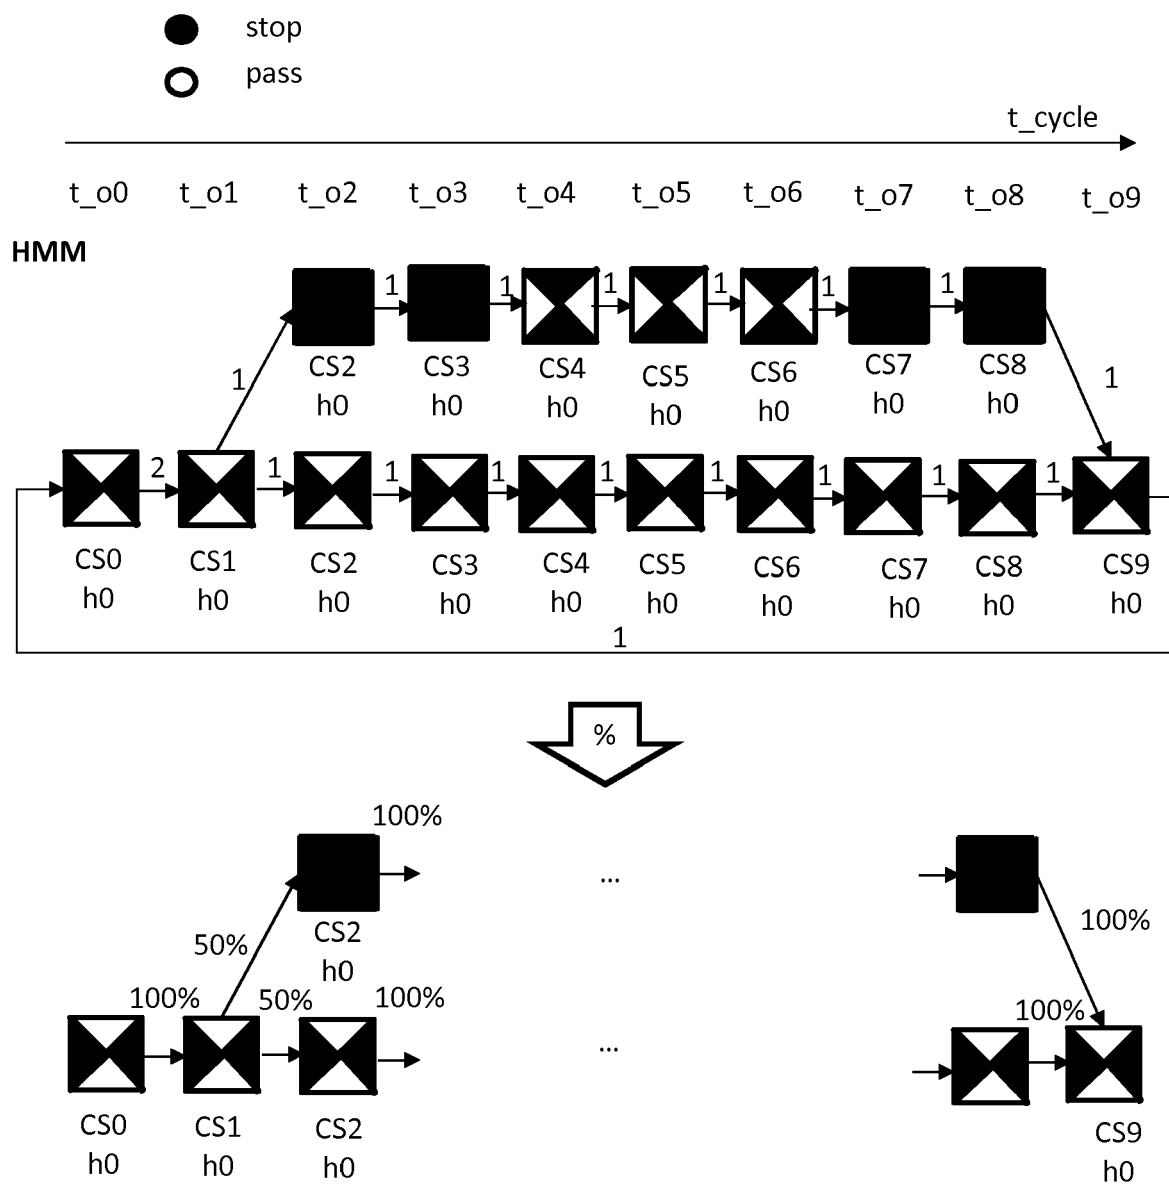 stop
pass
t_cycle
t_o0 t_o1 t_o2 t_o3 t_o4 t_o5 t_o6 t_o7 t_o8 t_o9
HMM
1 1 1 1 1 1
CS2 CS3 CS4 CS5 CS6 CS7 CS8
h0 h0 h0 h0 h0 h0 h0
1 1
2 1 1 1 1 1 1 1 1
CS0 CS1 CS2 CS3 CS4 CS5 CS6 CS7 CS8 CS9
h0 h0 h0 h0 h0 h0 h0 h0 h0 h0
1
%
100%
...
CS2
h0
50% 100%
100% 50% 100% 100%
...
CS0 CS1 CS2 CS9
h0 h0 h0 h0